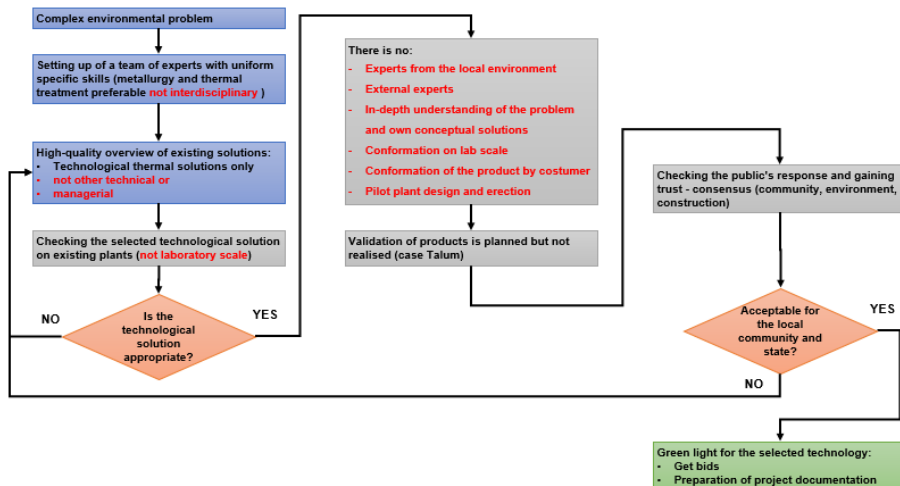 Complex environmental problem
Setting up of a team of experts with uniform
specific skills (metallurgy and thermal
treatment preferable not interdisciplinary )
High-quality overview of existing solutions:
- Technological thermal solutions only
- not other technical or
- managerial
Checking the selected technological solution
on existing plants (not laboratory scale)
Is the
technological
solution
appropriate?
NO
YES
There is no:
- Experts from the local environment
- External experts
- In-depth understanding of the problem
and own conceptual solutions
- Conformation on lab scale
- Conformation of the product by costumer
- Pilot plant design and erection
Validation of products is planned but not
realised (case Talum)
Checking the public's response and gaining
trust - consensus (community, environment,
construction)
Acceptable for
the local
community and
state?
YES
NO
Green light for the selected technology:
- Get bids
- Preparation of project documentation